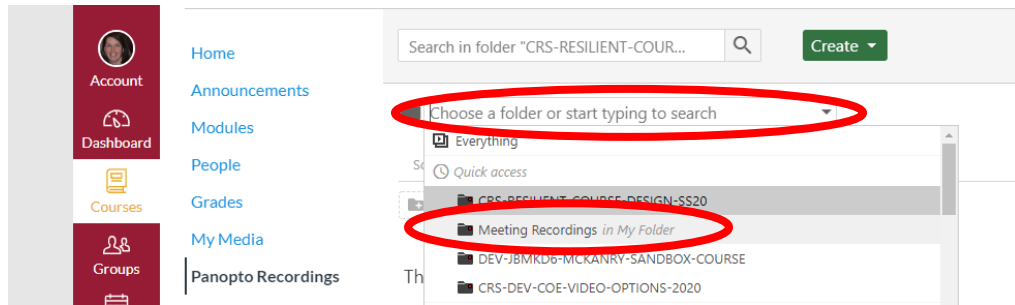 Account
Dashboard
Courses
Groups
Home
Announcements
Modules
People
Grades
My Media
Panopto Recordings
Search in folder "CRS-RESILIENT-COUR...
Create
Choose a folder or start typing to search
Everything
Quick access
CRS-RESILIENT-COURSE-DESIGN-SS20
Meeting Recordings in My Folder
DEV-JBMKD6-MCKANRY-SANDBOX-COURSE
CRS-DEV-COE-VIDEO-OPTIONS-2020